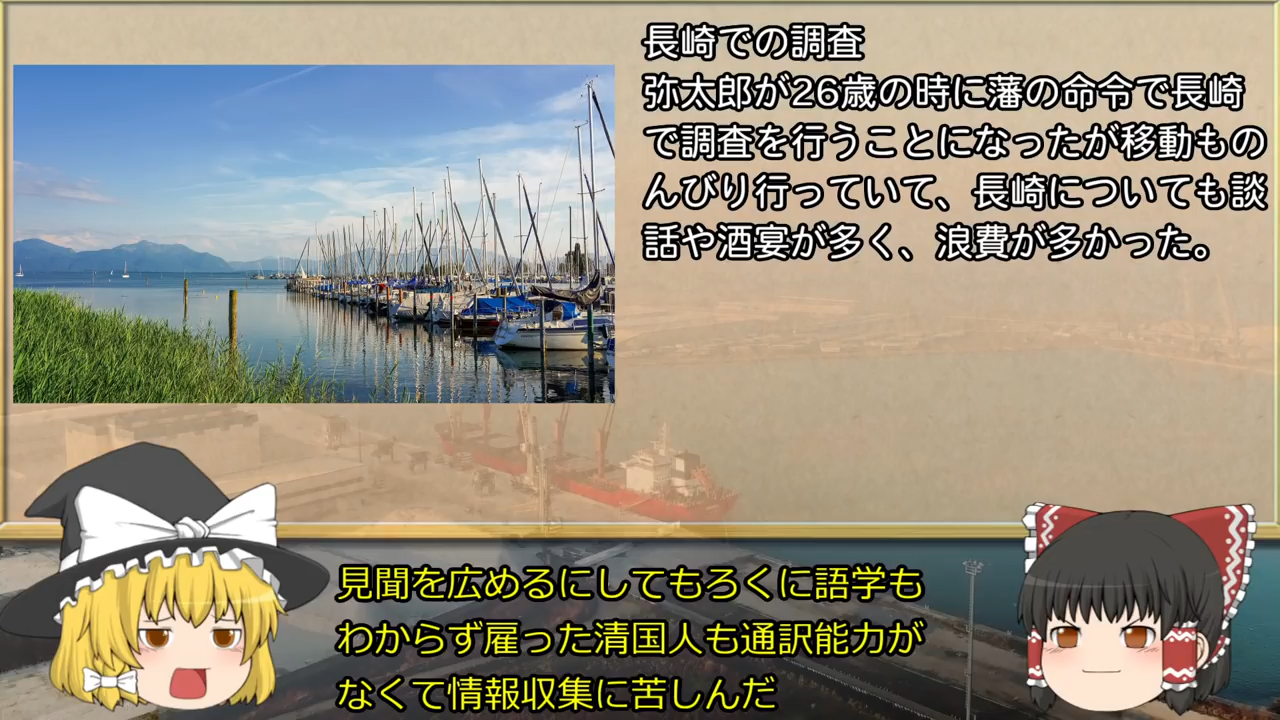 長崎での調査
弥太郎が26歳の時に藩の命令で長崎
で調査を行うことになったが移動もの
んびり行っていて、長崎についても談
話や酒宴が多く、浪費が多かった。
見聞を広めるにしてもろくに語学も
わからず雇った清国人も通訳能力が
なくて情報収集に苦しんだ